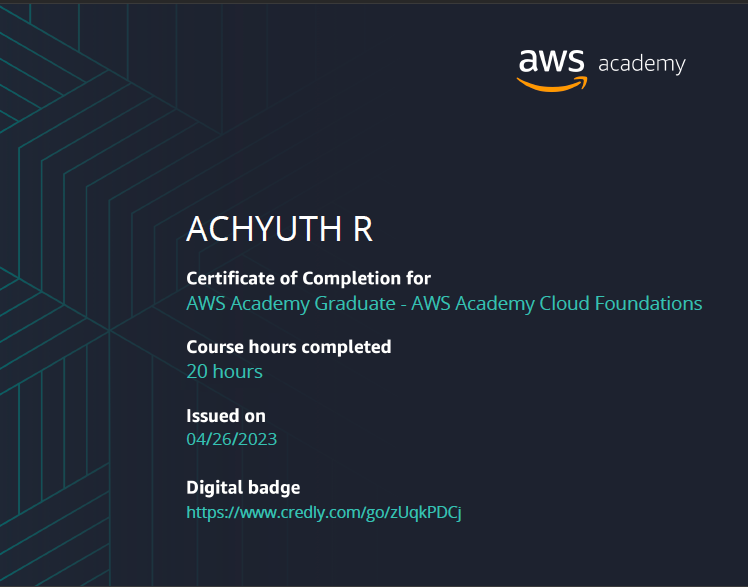 aws academy
ACHYUTH R
Certificate of Completion for
AWS Academy Graduate - AWS Academy Cloud Foundations
Course hours completed
20 hours
Issued on
04/26/2023
Digital badge
https://www.credly.com/go/zUqkPDCj